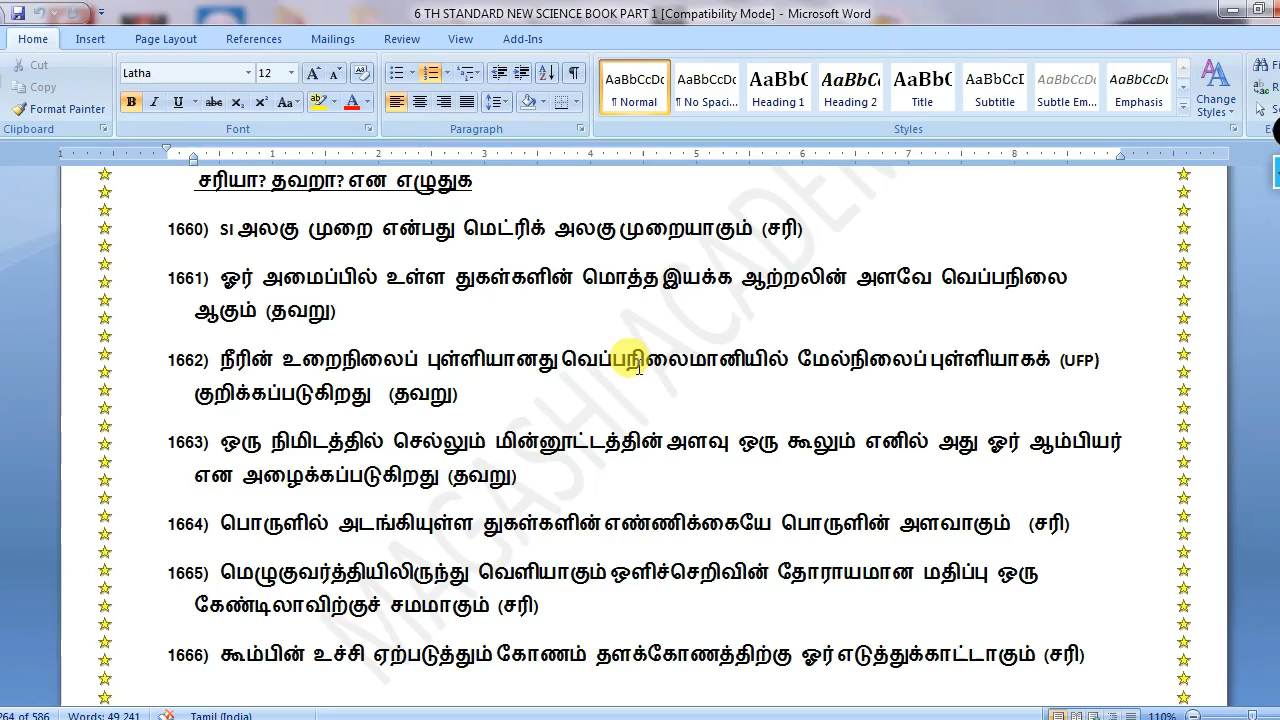 6 TH STANDARD NEW SCIENCE BOOK PART 1 [Compatibility Mode] - Microsoft Word
Home Insert Page Layout References Mailings Review View Add-Ins
Cut
Copy
Format Painter
Clipboard
Latha 12
Font
Paragraph
AaBbCcDc AaBbCcDc AaBbC AaBbCc AaBbC AaBbCcI AaBbCcDc AaBbCcDc
¶ Normal ¶ No Spaci... Heading 1 Heading 2 Title Subtitle Subtle Em... Emphasis
Change Styles
Styles
சரியா? தவறா? என எழுதுக
1660) SI அலகு முறை என்பது மெட்ரிக் அலகு முறையாகும் (சரி)
1661) ஓர் அமைப்பில் உள்ள துகள்களின் மொத்த இயக்க ஆற்றலின் அளவே வெப்பநிலை
ஆகும் (தவறு)
1662) நீரின் உறைநிலைப் புள்ளியானது வெப்பநிலைமானியில் மேல்நிலைப் புள்ளியாகக் (UFP)
குறிக்கப்படுகிறது (தவறு)
1663) ஒரு நிமிடத்தில் செல்லும் மின்னூட்டத்தின் அளவு ஒரு கூலும் எனில் அது ஓர் ஆம்பியர்
என அழைக்கப்படுகிறது (தவறு)
1664) பொருளில் அடங்கியுள்ள துகள்களின் எண்ணிக்கையே பொருளின் அளவாகும் (சரி)
1665) மெழுகுவர்த்தியிலிருந்து வெளியாகும் ஒளிச்செறிவின் தோராயமான மதிப்பு ஒரு
கேண்டிலாவிற்குச் சமமாகும் (சரி)
1666) கூம்பின் உச்சி ஏற்படுத்தும் கோணம் தளக்கோணத்திற்கு ஓர் எடுத்துக்காட்டாகும் (சரி)
MAGASHI ACADEM
264 of 586 Words: 49,241 Tamil (India) 110%